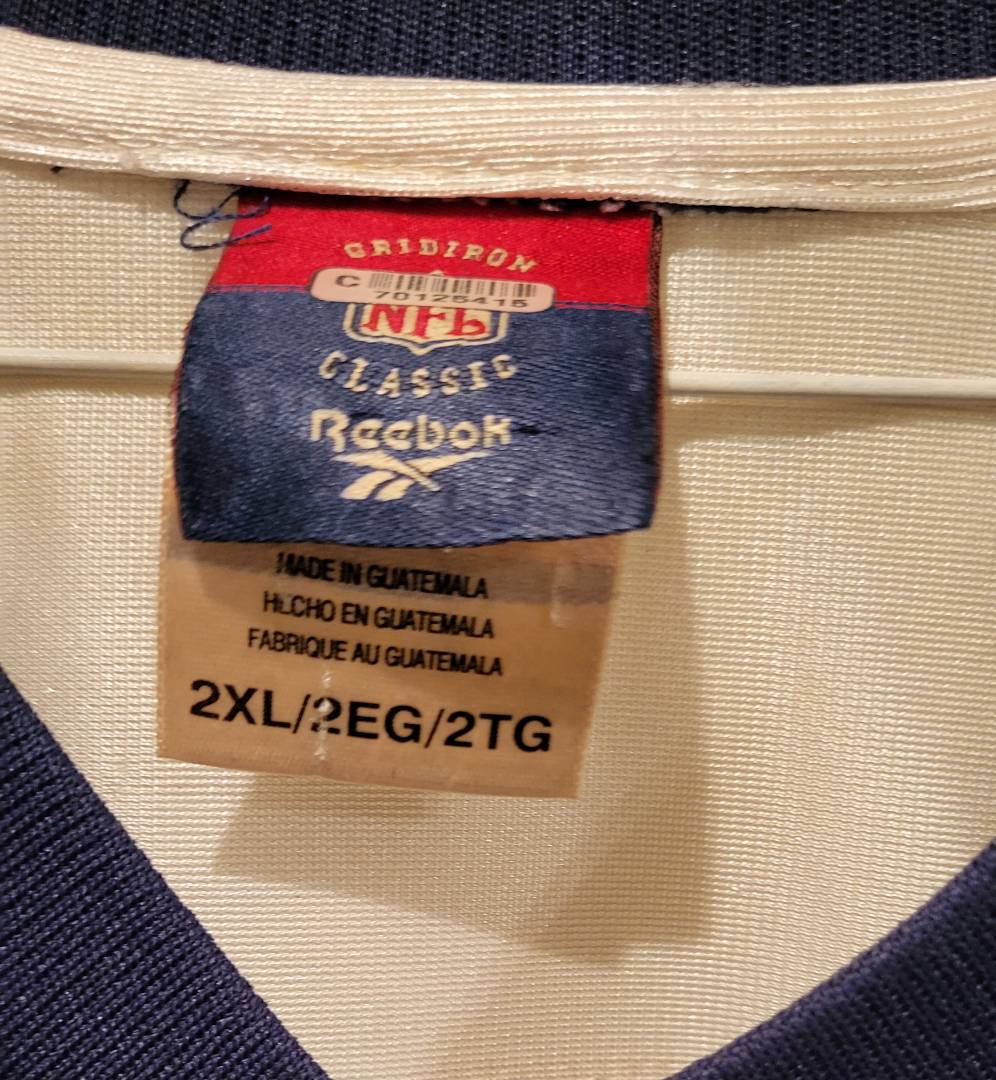 GRIDIRON
C
70125415
NFL
CLASSIC
Reebok
MADE IN GUATEMALA
HECHO EN GUATEMALA
FABRIQUE AU GUATEMALA
2XL/2EG/2TG